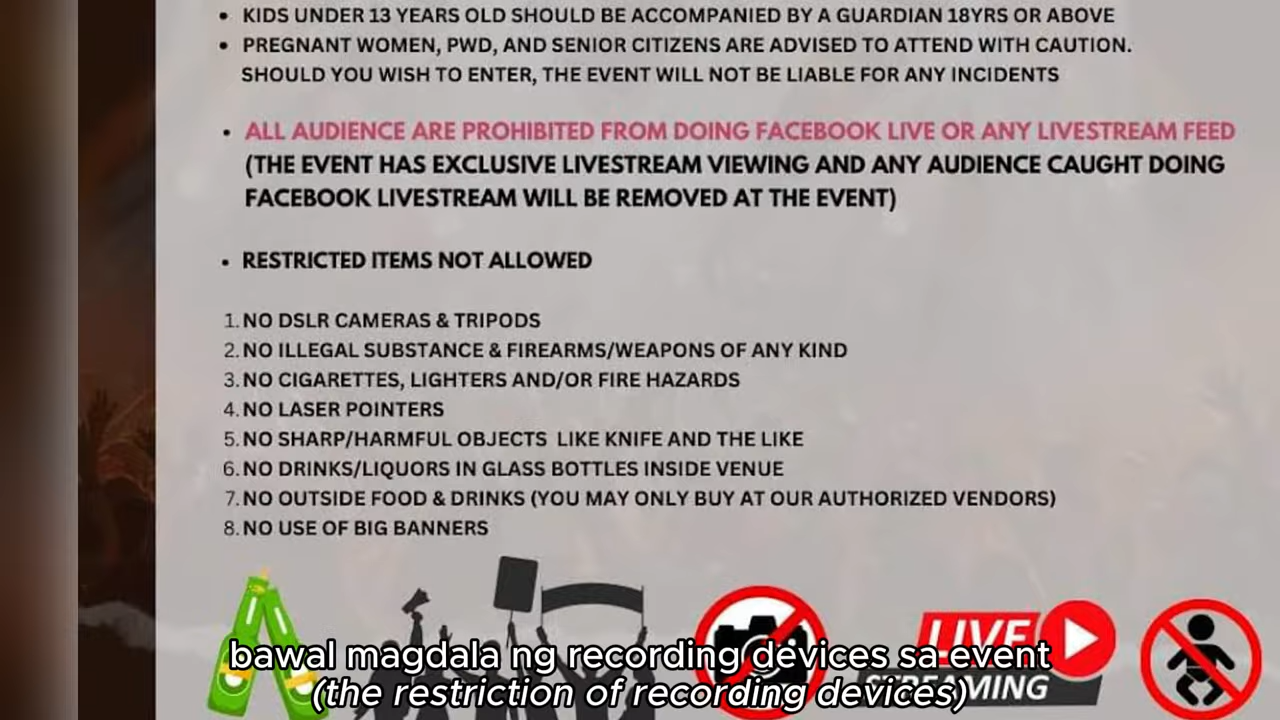 • KIDS UNDER 13 YEARS OLD SHOULD BE ACCOMPANIED BY A GUARDIAN 18YRS OR ABOVE
• PREGNANT WOMEN, PWD, AND SENIOR CITIZENS ARE ADVISED TO ATTEND WITH CAUTION.
SHOULD YOU WISH TO ENTER, THE EVENT WILL NOT BE LIABLE FOR ANY INCIDENTS
• ALL AUDIENCE ARE PROHIBITED FROM DOING FACEBOOK LIVE OR ANY LIVESTREAM FEED
(THE EVENT HAS EXCLUSIVE LIVESTREAM VIEWING AND ANY AUDIENCE CAUGHT DOING
FACEBOOK LIVESTREAM WILL BE REMOVED AT THE EVENT)
• RESTRICTED ITEMS NOT ALLOWED
1. NO DSLR CAMERAS & TRIPODS
2. NO ILLEGAL SUBSTANCE & FIREARMS/WEAPONS OF ANY KIND
3. NO CIGARETTES, LIGHTERS AND/OR FIRE HAZARDS
4. NO LASER POINTERS
5. NO SHARP/HARMFUL OBJECTS LIKE KNIFE AND THE LIKE
6. NO DRINKS/LIQUORS IN GLASS BOTTLES INSIDE VENUE
7. NO OUTSIDE FOOD & DRINKS (YOU MAY ONLY BUY AT OUR AUTHORIZED VENDORS)
8. NO USE OF BIG BANNERS
LIVE
STREAMING
bawal magdala ng recording devices sa event
(the restriction of recording devices)